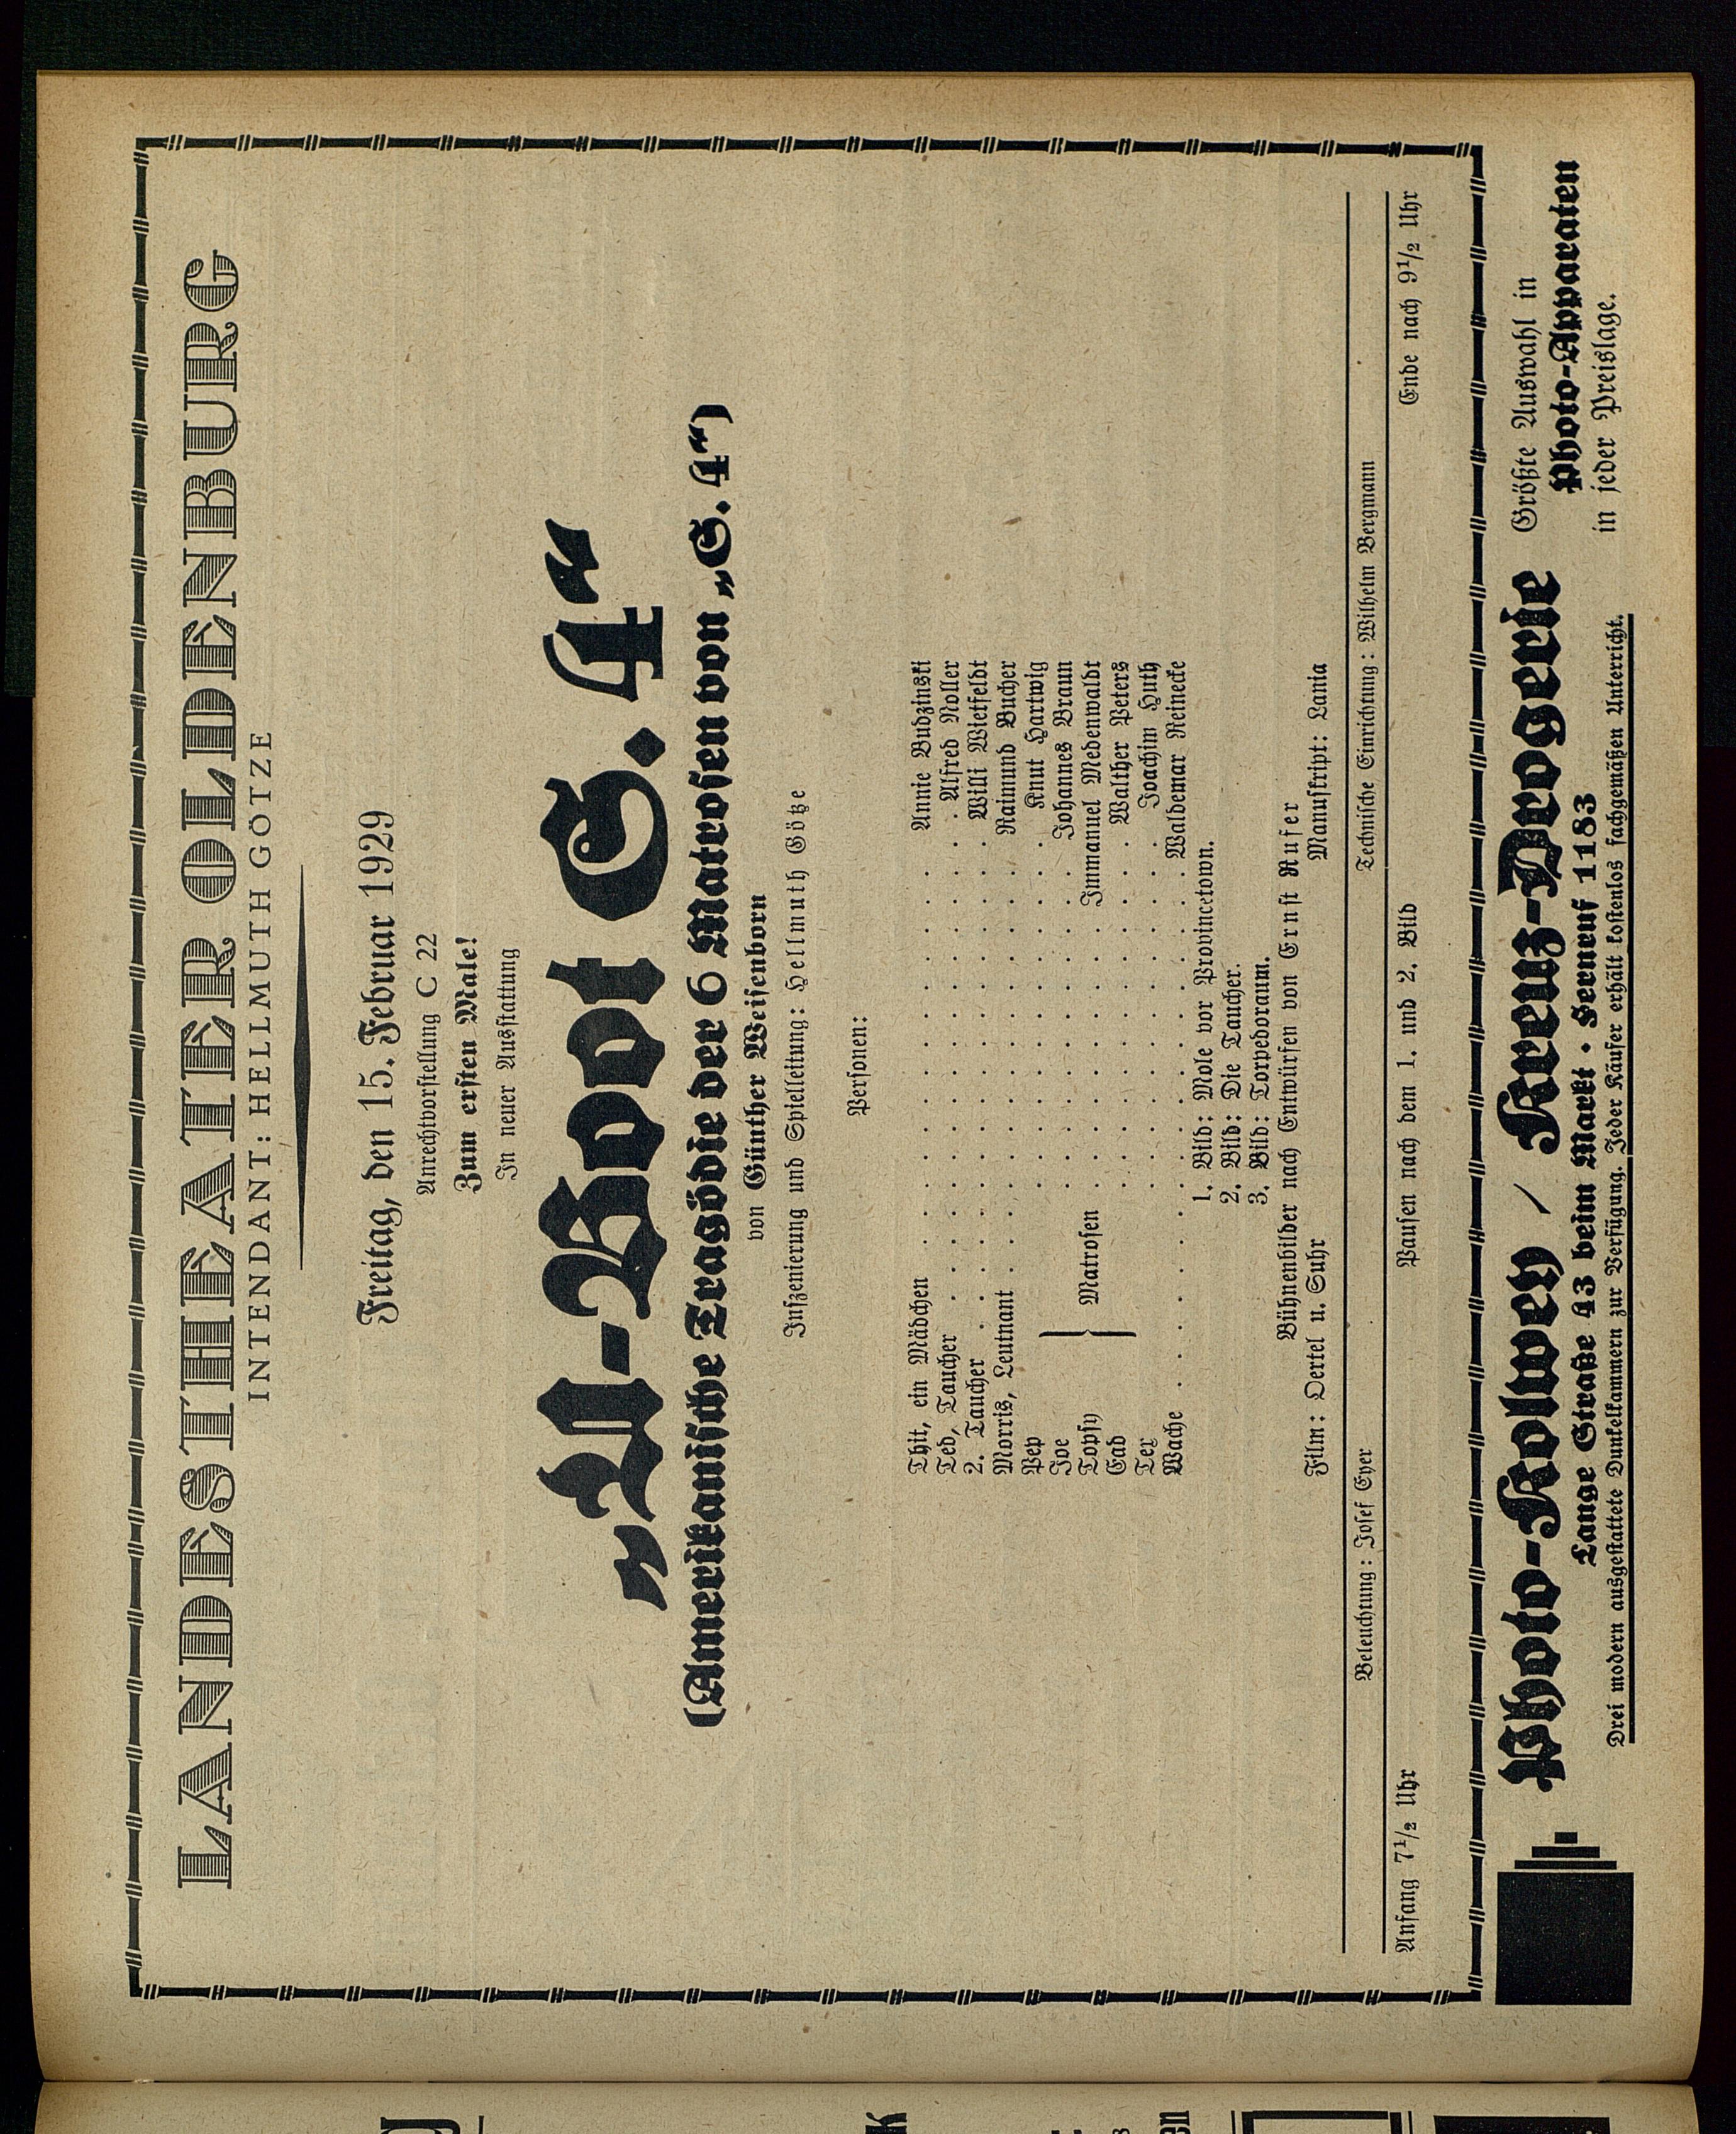 LANDESTHEATER OLDENBURG
INTENDANT: HELLMUTH GÖTZE
Freitag, den 15. Februar 1929
Anrechtvorstellung C 22
Zum ersten Male!
In neuer Ausstattung
„U-Boot S. 4“
(Amerikanische Tragödie der 6 Matrosen von „S. 4“)
von Günther Weisenborn
Inszenierung und Spielleitung: Hellmuth Götze
Personen:
Thit, ein Mädchen . . . . . . . . . . . . . . . Annie Budzinski
Ted, Taucher . . . . . . . . . . . . . . . . . . Alfred Noller
2. Taucher . . . . . . . . . . . . . . . . . . Willi Wietfeldt
Morris, Leutnant . . . . . . . . . . . . . . . Raimund Bucher
Pep . . . . . . . . . . . . . Knut Hartwig
Joe . . . . . . . . . . . . . Johannes Braun
Topsy } Matrosen . . . . . . . . . . . Immanuel Medenwaldt
Ead . . . . . . . . . . . . . Walther Peters
Tex . . . . . . . . . . . . . Joachim Huth
Wache . . . . . . . . . . . . . . . . . . . Waldemar Reinecke
1. Bild: Mole vor Provincetown.
2. Bild: Die Taucher.
3. Bild: Torpedoraum.
Bühnenbilder nach Entwürfen von Ernst Rufer
Film: Oertel u. Suhr Manuskript: Lania
Beleuchtung: Josef Eyer Technische Einrichtung: Wilhelm Bergmann
Anfang 7½ Uhr Pausen nach dem 1. und 2. Bild Ende nach 9½ Uhr
Photo-Kolwey / Kreuz-Drogerie
Lange Straße 43 beim Markt • Fernruf 1183
Drei modern ausgestattete Dunkelkammern zur Verfügung. Jeder Käufer erhält kostenlos fachgemäßen Unterricht.
Größte Auswahl in
Photo-Apparaten
in jeder Preislage.